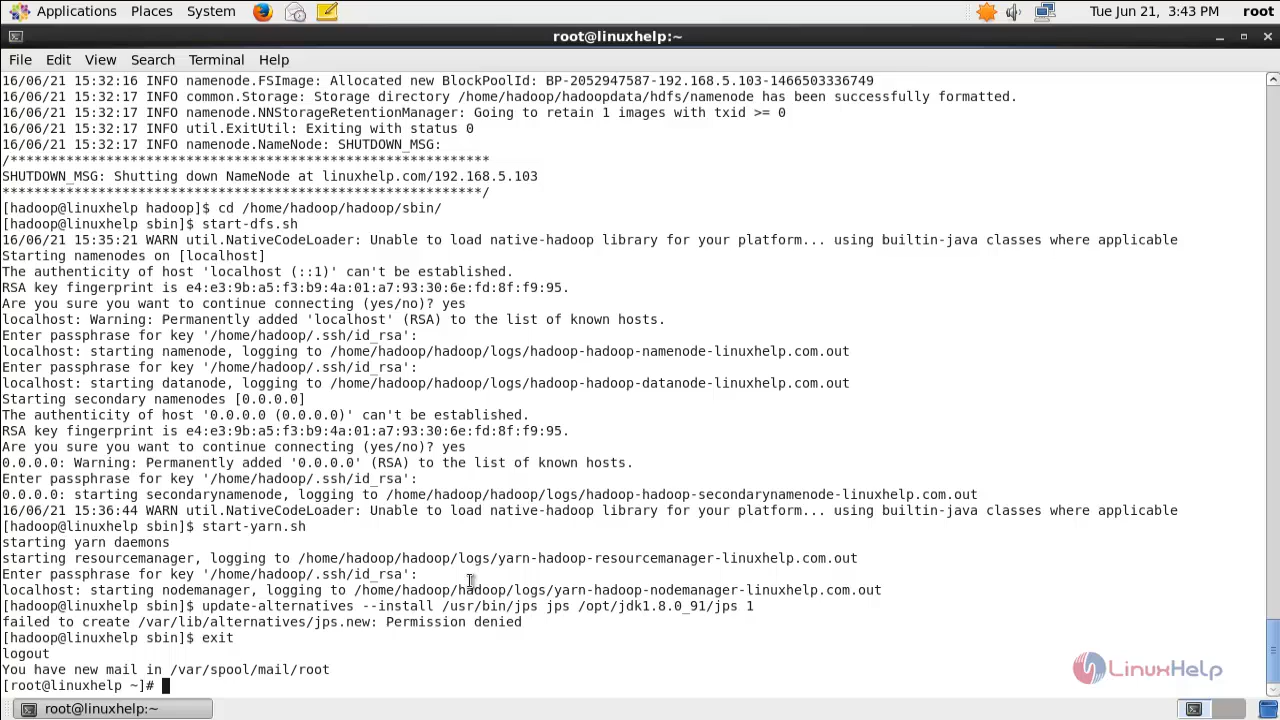 Applications Places System Tue Jun 21, 3:43 PM root
root@linuxhelp:~
File Edit View Search Terminal Help
16/06/21 15:32:16 INFO namenode.FSImage: Allocated new BlockPoolId: BP-2052947587-192.168.5.103-1466503336749
16/06/21 15:32:17 INFO common.Storage: Storage directory /home/hadoop/hadoopdata/hdfs/namenode has been successfully formatted.
16/06/21 15:32:17 INFO namenode.NNStorageRetentionManager: Going to retain 1 images with txid >= 0
16/06/21 15:32:17 INFO util.ExitUtil: Exiting with status 0
16/06/21 15:32:17 INFO namenode.NameNode: SHUTDOWN_MSG:
/************************************************************
SHUTDOWN_MSG: Shutting down NameNode at linuxhelp.com/192.168.5.103
************************************************************/
[hadoop@linuxhelp hadoop]$ cd /home/hadoop/hadoop/sbin/
[hadoop@linuxhelp sbin]$ start-dfs.sh
16/06/21 15:35:21 WARN util.NativeCodeLoader: Unable to load native-hadoop library for your platform... using builtin-java classes where applicable
Starting namenodes on [localhost]
The authenticity of host 'localhost (::1)' can't be established.
RSA key fingerprint is e4:e3:9b:a5:f3:b9:4a:01:a7:93:30:6e:fd:8f:f9:95.
Are you sure you want to continue connecting (yes/no)? yes
localhost: Warning: Permanently added 'localhost' (RSA) to the list of known hosts.
Enter passphrase for key '/home/hadoop/.ssh/id_rsa':
localhost: starting namenode, logging to /home/hadoop/hadoop/logs/hadoop-hadoop-namenode-linuxhelp.com.out
Enter passphrase for key '/home/hadoop/.ssh/id_rsa':
localhost: starting datanode, logging to /home/hadoop/hadoop/logs/hadoop-hadoop-datanode-linuxhelp.com.out
Starting secondary namenodes [0.0.0.0]
The authenticity of host '0.0.0.0 (0.0.0.0)' can't be established.
RSA key fingerprint is e4:e3:9b:a5:f3:b9:4a:01:a7:93:30:6e:fd:8f:f9:95.
Are you sure you want to continue connecting (yes/no)? yes
0.0.0.0: Warning: Permanently added '0.0.0.0' (RSA) to the list of known hosts.
Enter passphrase for key '/home/hadoop/.ssh/id_rsa':
0.0.0.0: starting secondarynamenode, logging to /home/hadoop/hadoop/logs/hadoop-hadoop-secondarynamenode-linuxhelp.com.out
16/06/21 15:36:44 WARN util.NativeCodeLoader: Unable to load native-hadoop library for your platform... using builtin-java classes where applicable
[hadoop@linuxhelp sbin]$ start-yarn.sh
starting yarn daemons
starting resourcemanager, logging to /home/hadoop/hadoop/logs/yarn-hadoop-resourcemanager-linuxhelp.com.out
Enter passphrase for key '/home/hadoop/.ssh/id_rsa':
localhost: starting nodemanager, logging to /home/hadoop/hadoop/logs/yarn-hadoop-nodemanager-linuxhelp.com.out
[hadoop@linuxhelp sbin]$ update-alternatives --install /usr/bin/jps jps /opt/jdk1.8.0_91/jps 1
failed to create /var/lib/alternatives/jps.new: Permission denied
[hadoop@linuxhelp sbin]$ exit
logout
You have new mail in /var/spool/mail/root
[root@linuxhelp ~]#
LINUXHELP
root@linuxhelp:~